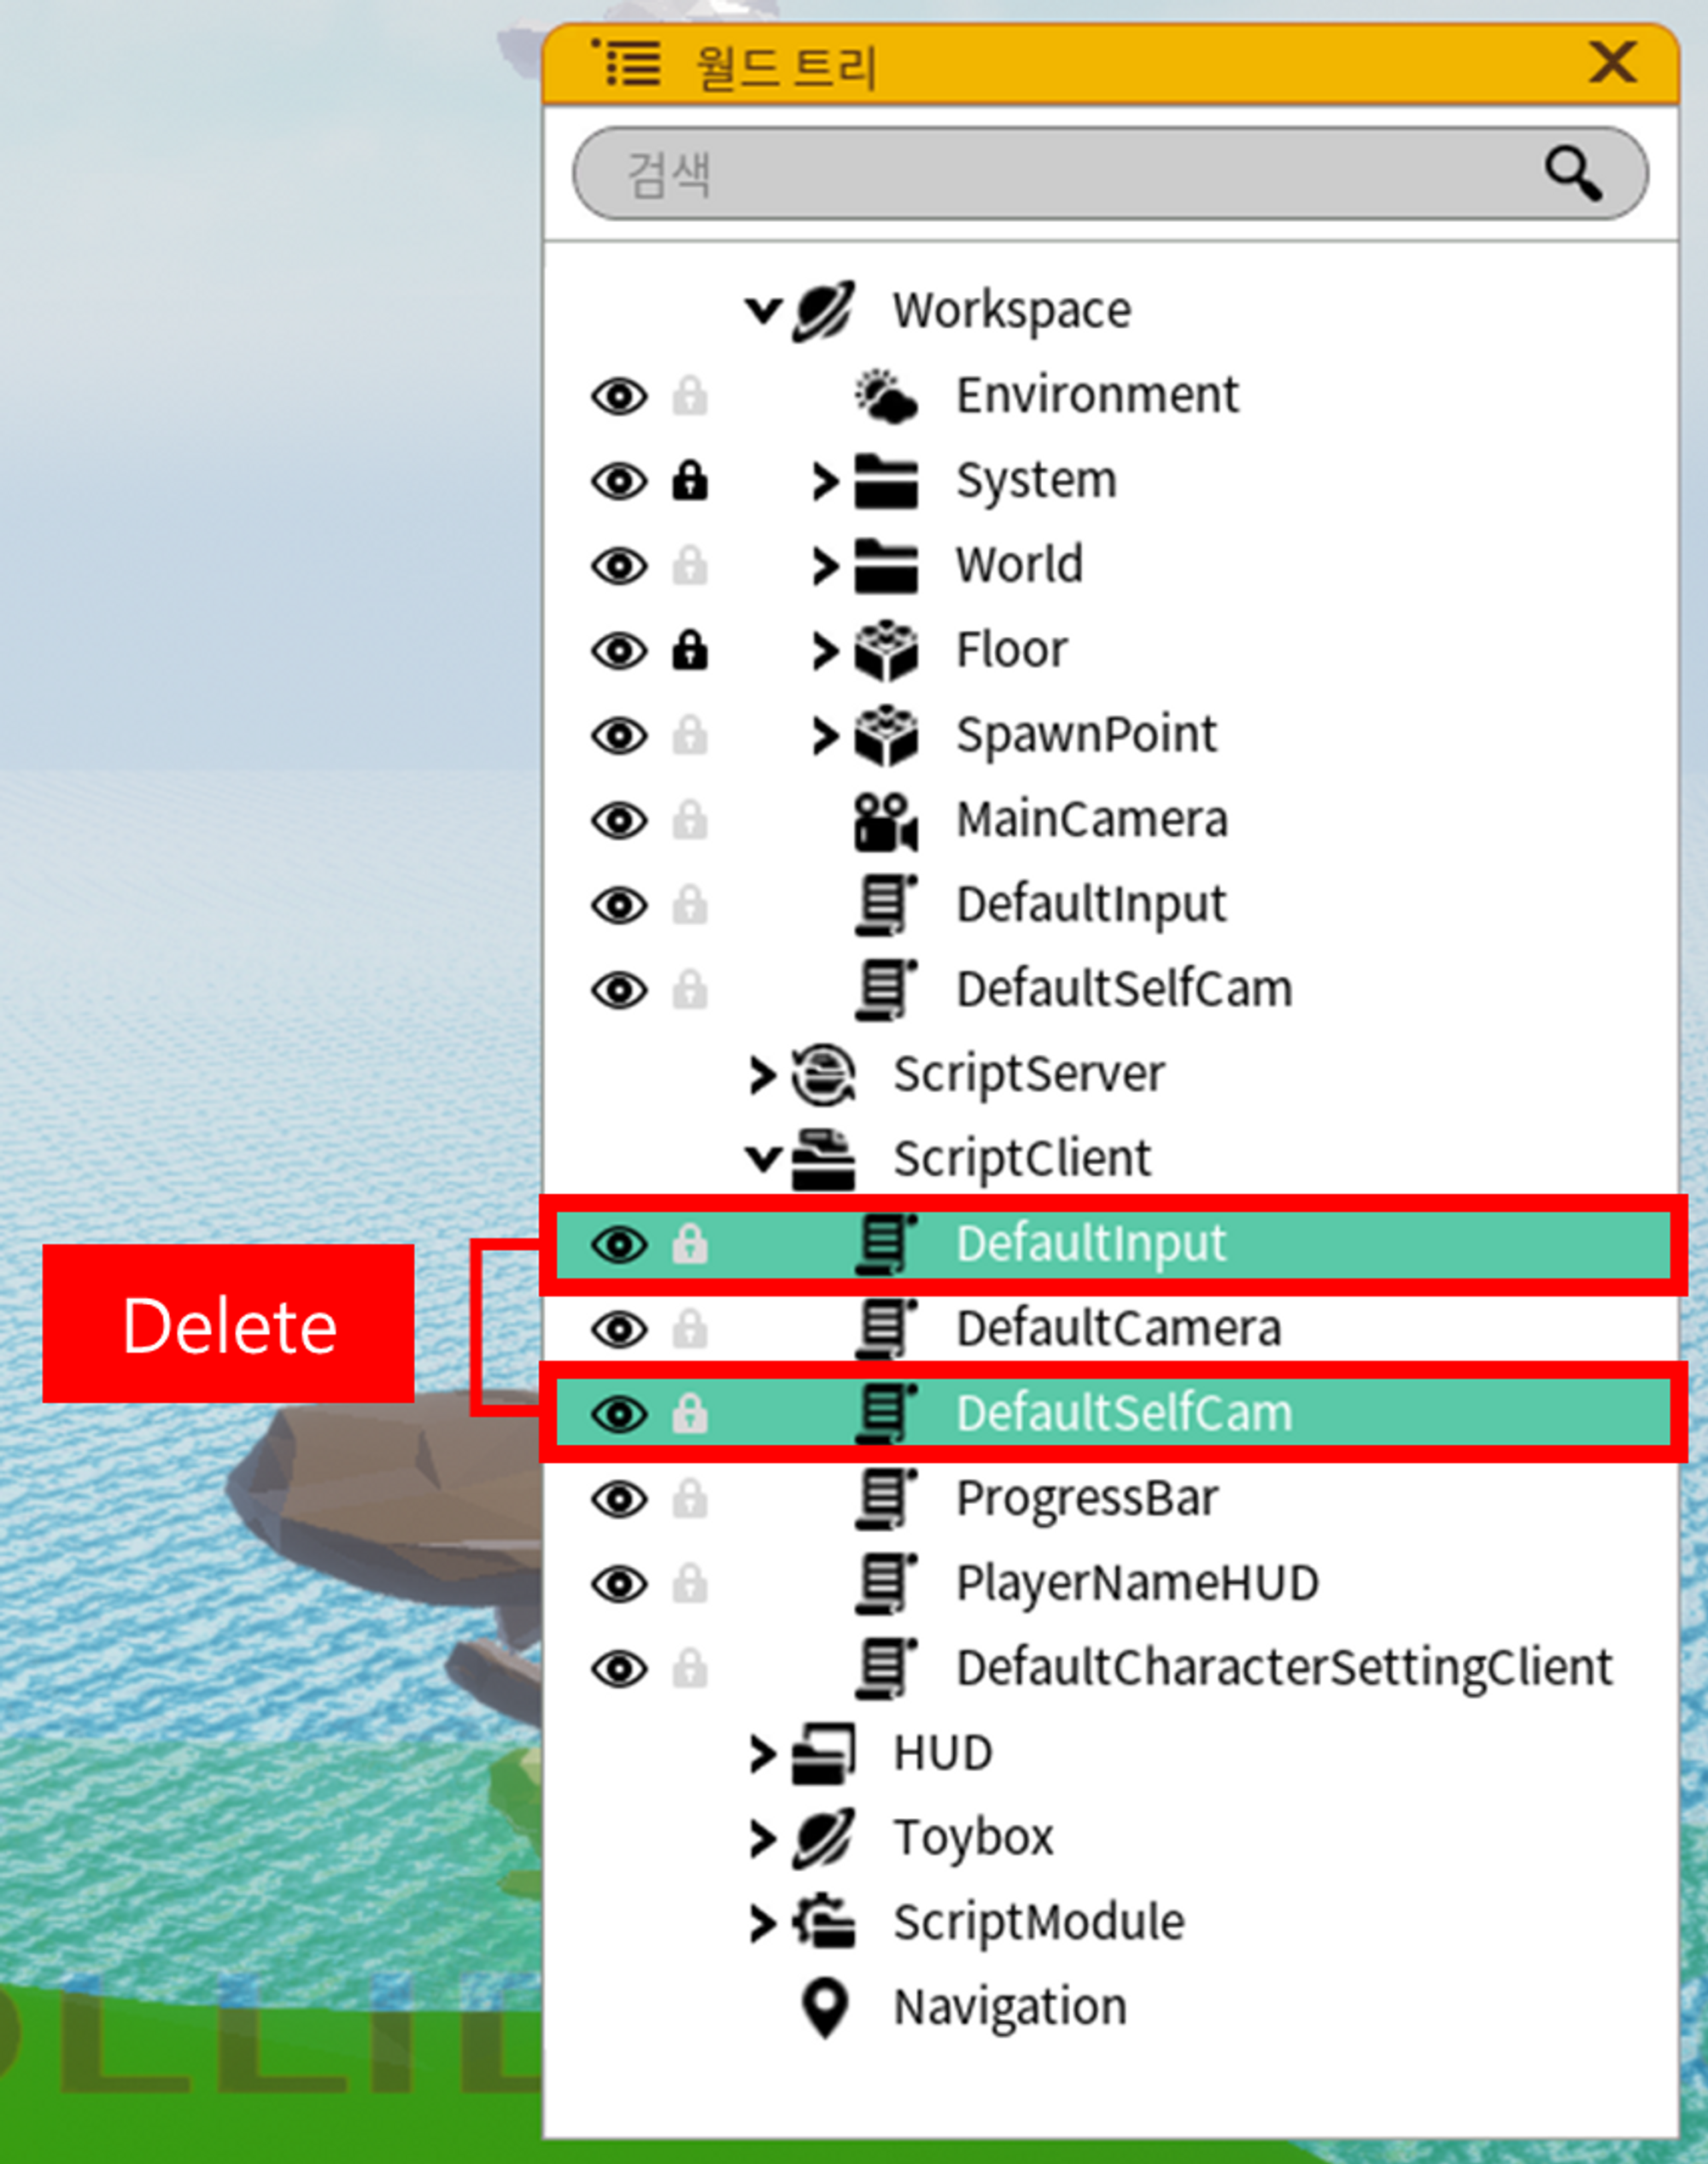 월드 트리
검색
Workspace
Environment
System
World
Floor
SpawnPoint
MainCamera
DefaultInput
DefaultSelfCam
ScriptServer
ScriptClient
DefaultInput
Delete
DefaultCamera
DefaultSelfCam
ProgressBar
PlayerNameHUD
DefaultCharacterSettingClient
HUD
Toybox
ScriptModule
Navigation